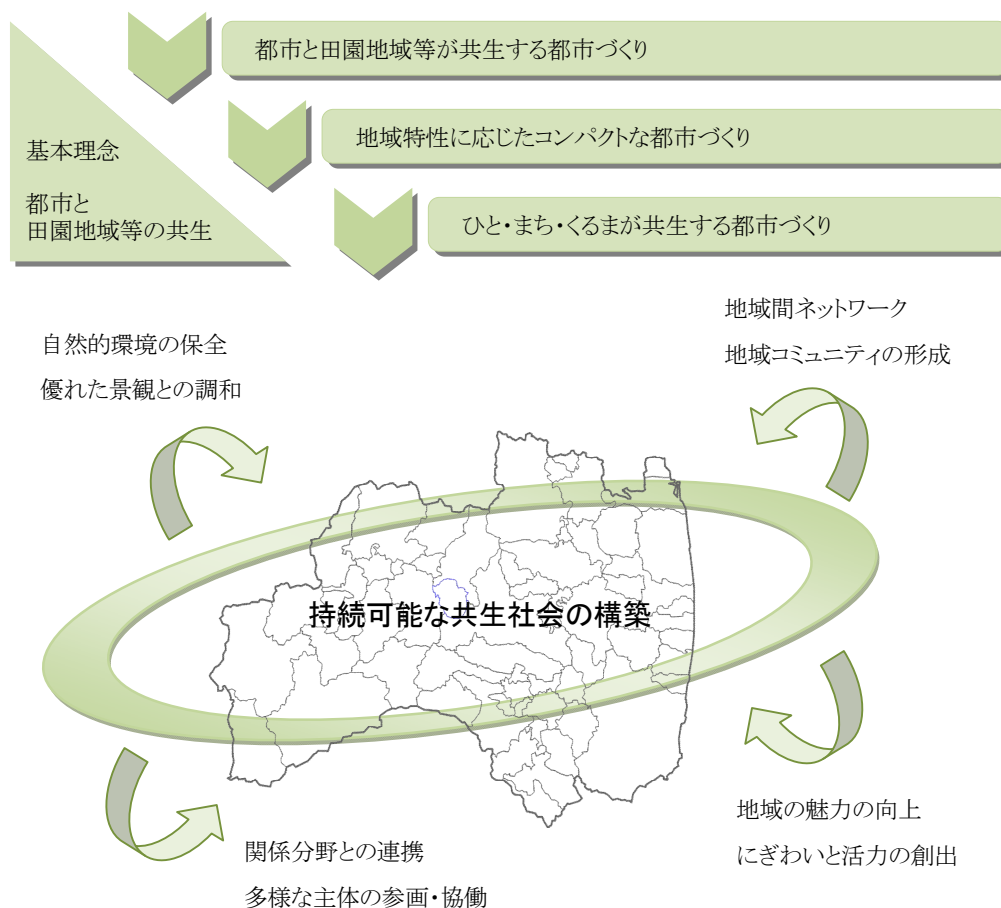 都市と田園地域等が共生する都市づくり
地域特性に応じたコンパクトな都市づくり
基本理念
都市と
田園地域等の共生
ひと・まち・くるまが共生する都市づくり
地域間ネットワーク
地域コミュニティの形成
自然的環境の保全
優れた景観との調和
持続可能な共生社会の構築
地域の魅力の向上
にぎわいと活力の創出
関係分野との連携
多様な主体の参画・協働